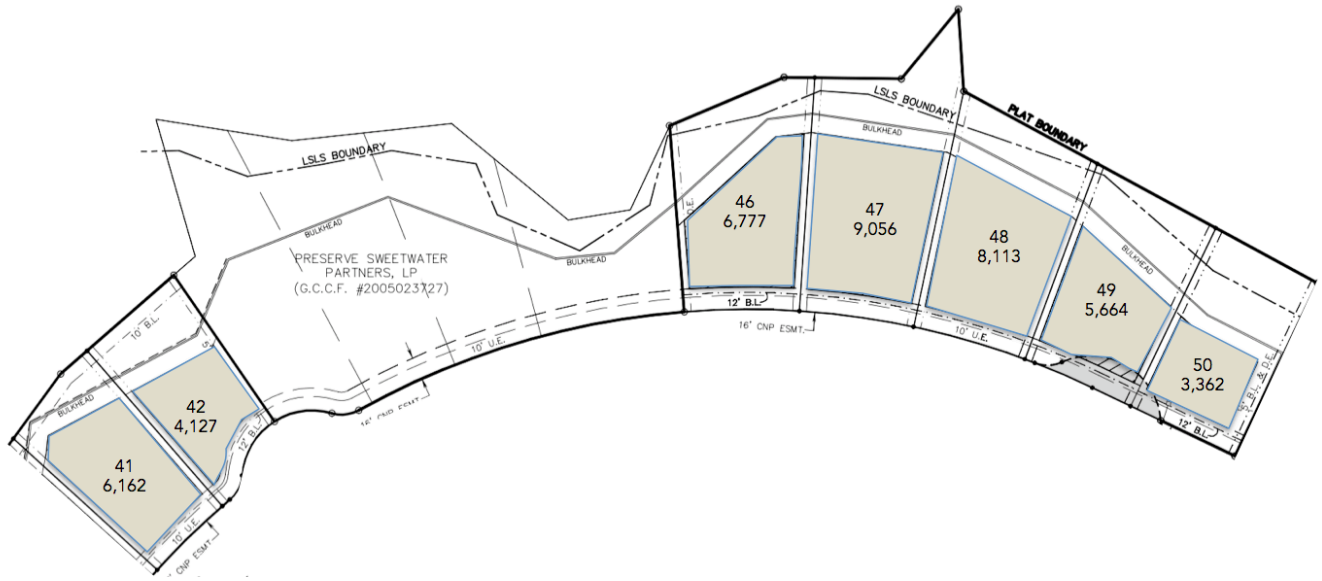 LSLS BOUNDARY
PLAT BOUNDARY
BULKHEAD
LSLS BOUNDARY
D.E.
46
6,777
47
9,056
48
8,113
49
5,664
50
3,362
BULKHEAD
BULKHEAD
PRESERVE SWEETWATER
PARTNERS, LP
(G.C.C.F. #2005023727)
12' B.L.
16' CNP ESMT.
10' U.E.
10' U.E.
16' CNP ESMT.
10' B.L.
5'
BULKHEAD
42
4,127
12' B.L.
41
6,162
10' U.E.
CNP ESMT.
12' B.L.
B.L. & D.E.